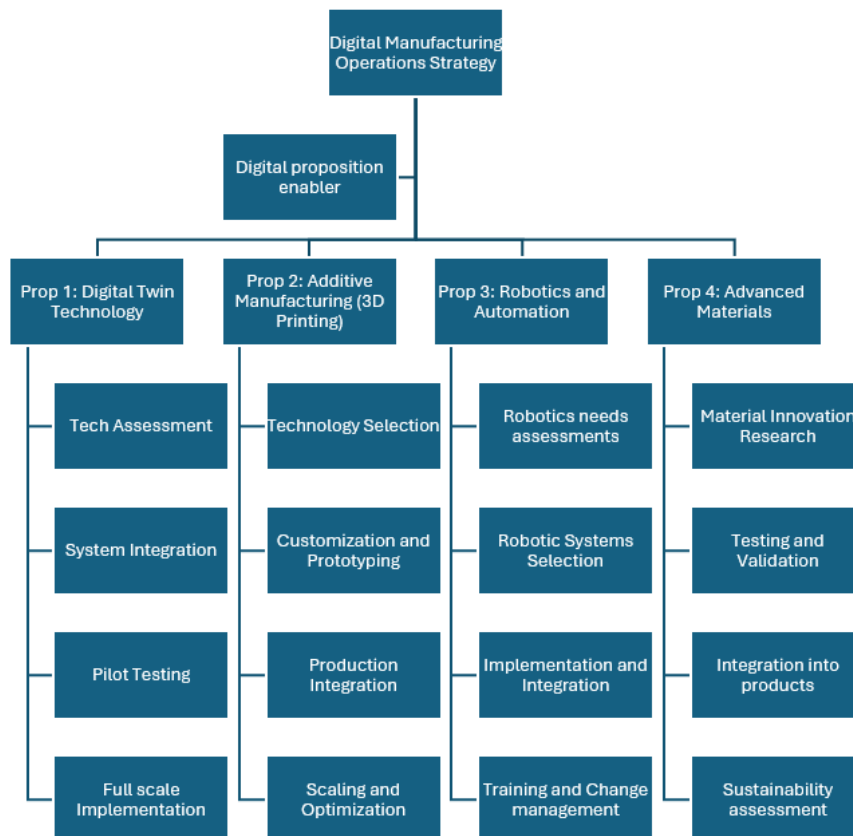 Digital Manufacturing
Operations Strategy
Digital proposition
enabler
Prop 1: Digital Twin
Technology
Prop 2: Additive
Manufacturing (3D
Printing)
Prop 3: Robotics and
Automation
Prop 4: Advanced
Materials
Tech Assessment
Technology Selection
Robotics needs
assessments
Material Innovation
Research
System Integration
Customization and
Prototyping
Robotic Systems
Selection
Testing and
Validation
Pilot Testing
Production
Integration
Implementation and
Integration
Integration into
products
Full scale
Implementation
Scaling and
Optimization
Training and Change
management
Sustainability
assessment